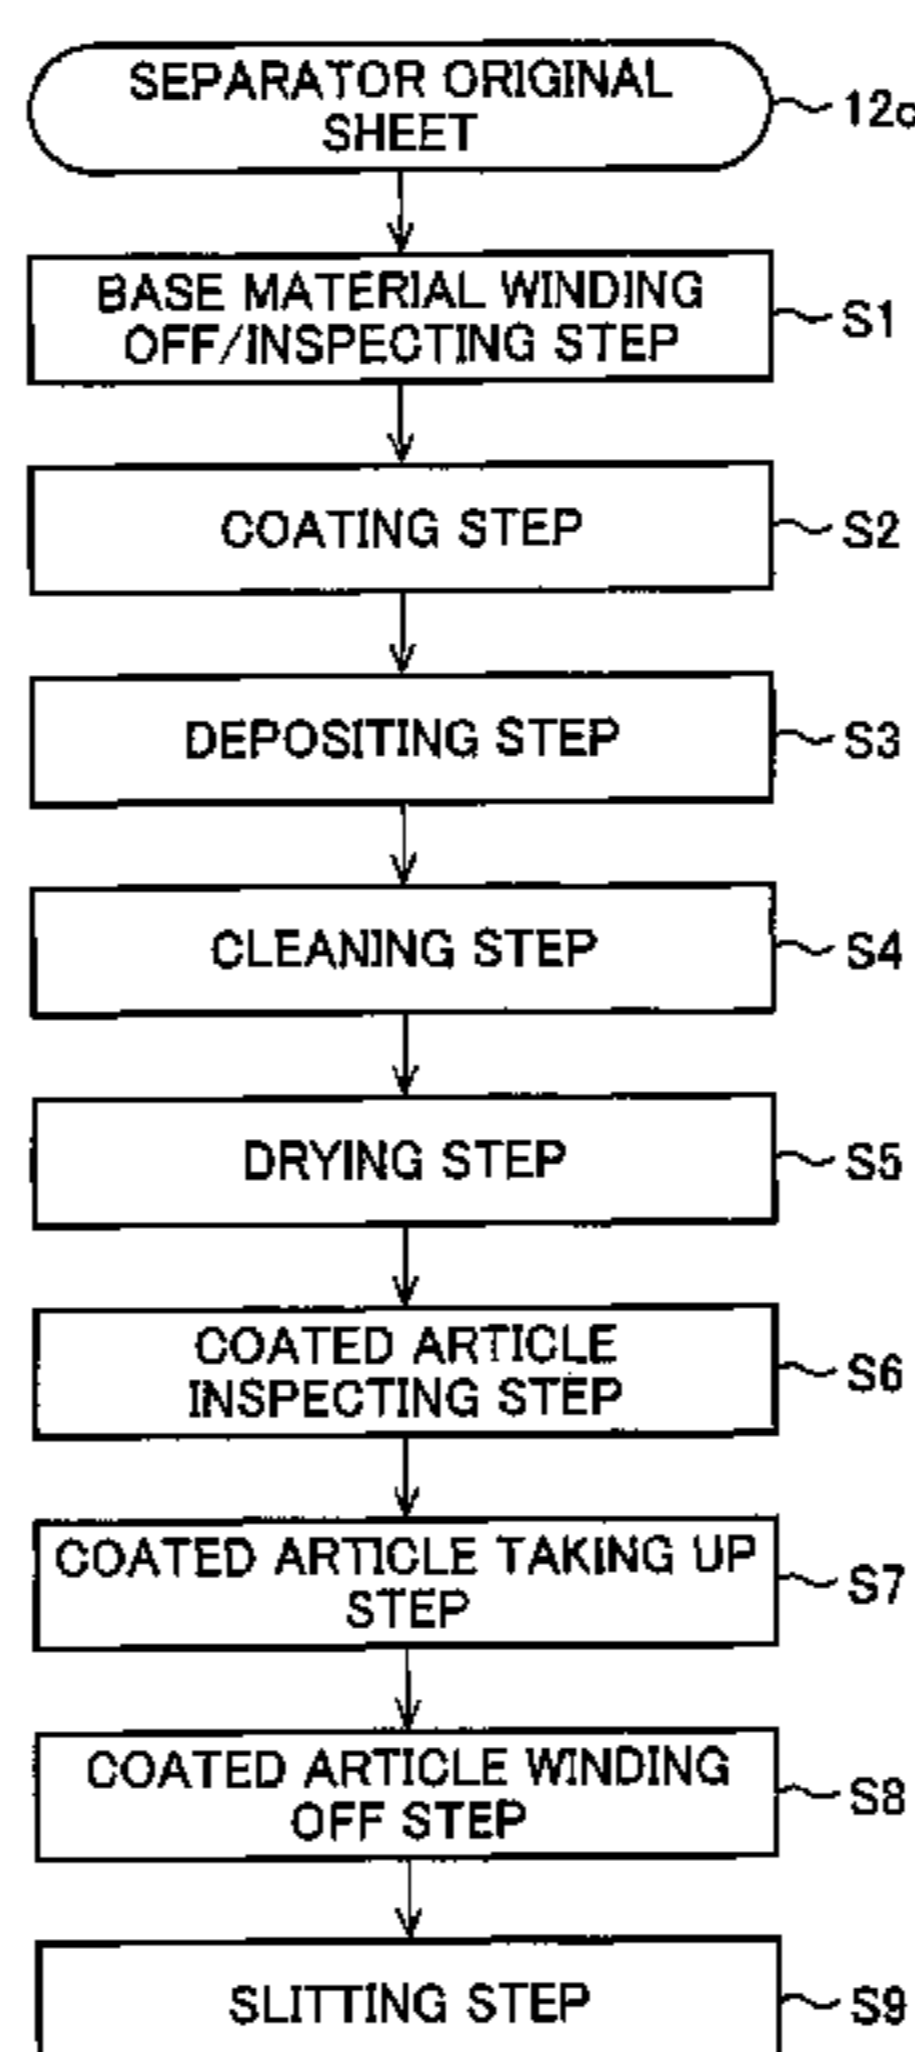 SEPARATOR ORIGINAL
SHEET
12c
BASE MATERIAL WINDING
OFF/INSPECTING STEP
S1
COATING STEP
S2
DEPOSITING STEP
S3
CLEANING STEP
S4
DRYING STEP
S5
COATED ARTICLE
INSPECTING STEP
S6
COATED ARTICLE TAKING UP
STEP
S7
COATED ARTICLE WINDING
OFF STEP
S8
SLITTING STEP
S9